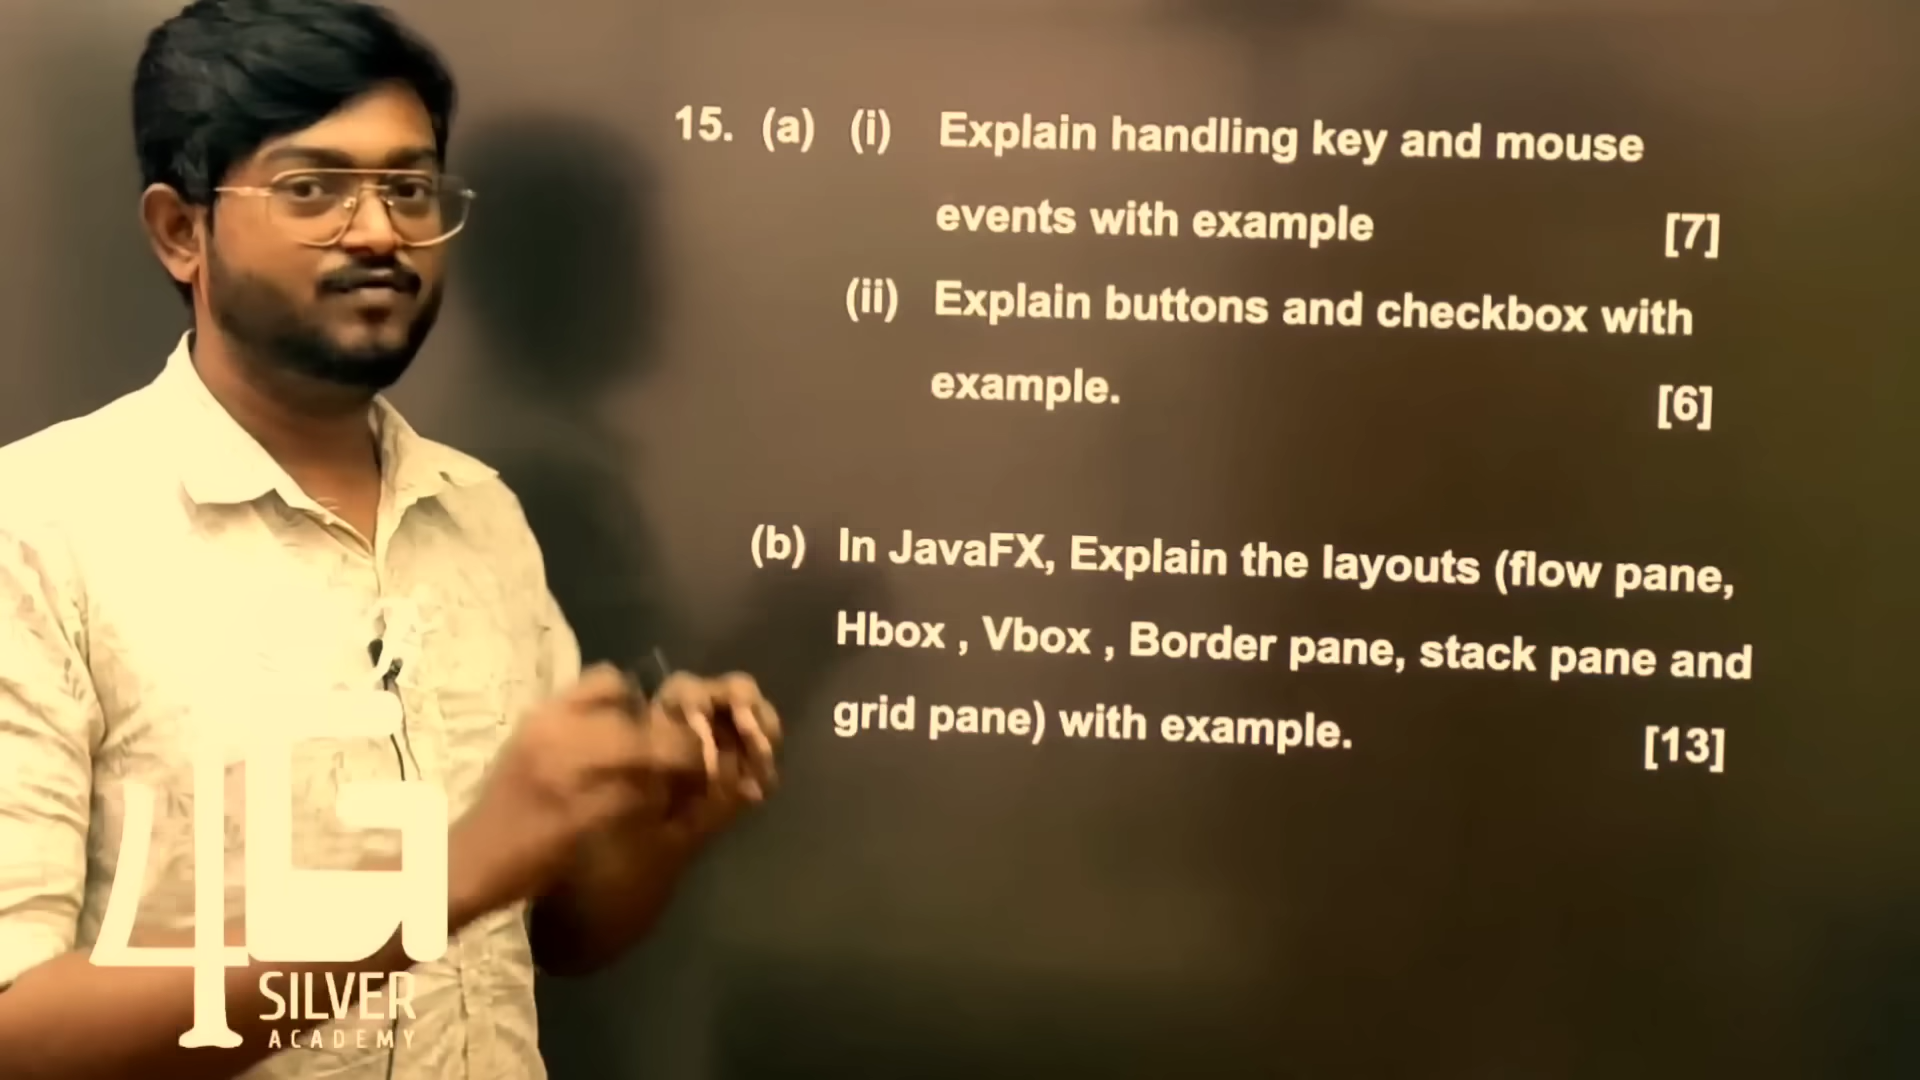 15. (a) (i) Explain handling key and mouse
events with example [7]
(ii) Explain buttons and checkbox with
example. [6]
(b) In JavaFX, Explain the layouts (flow pane,
Hbox , Vbox , Border pane, stack pane and
grid pane) with example. [13]
SILVER
ACADEMY